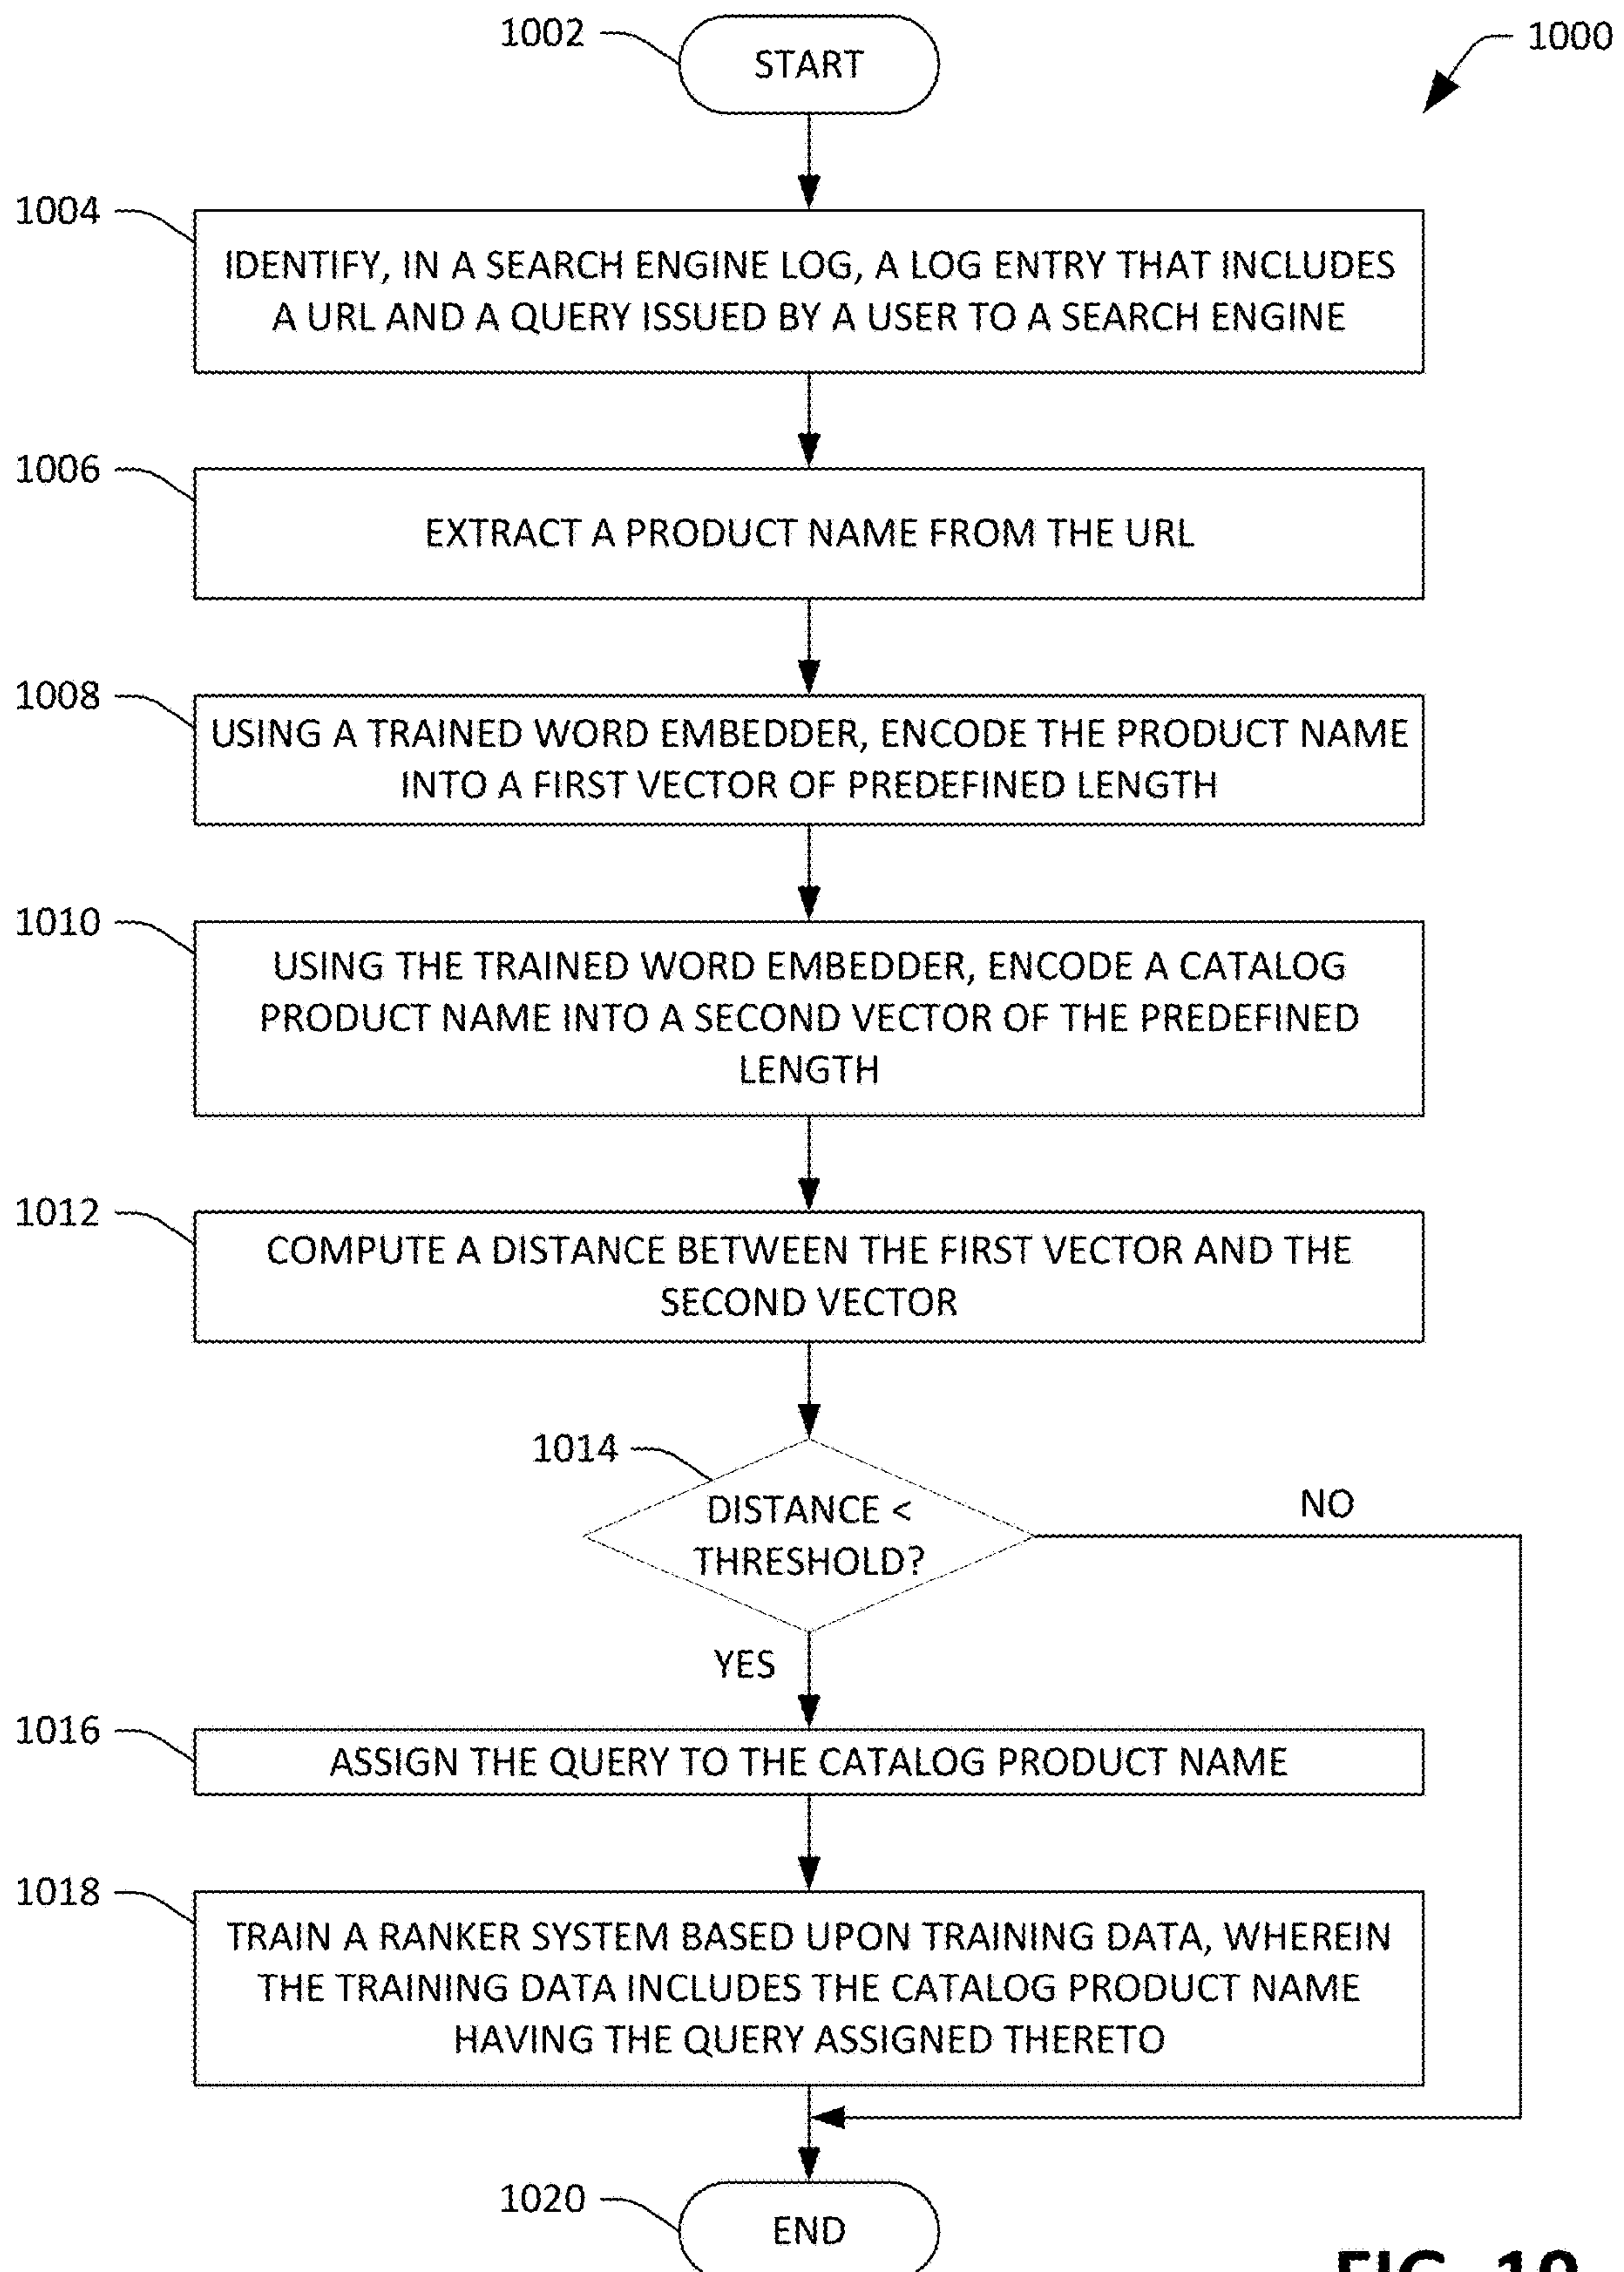 1002
START
1000
1004
IDENTIFY, IN A SEARCH ENGINE LOG, A LOG ENTRY THAT INCLUDES
A URL AND A QUERY ISSUED BY A USER TO A SEARCH ENGINE
1006
EXTRACT A PRODUCT NAME FROM THE URL
1008
USING A TRAINED WORD EMBEDDER, ENCODE THE PRODUCT NAME
INTO A FIRST VECTOR OF PREDEFINED LENGTH
1010
USING THE TRAINED WORD EMBEDDER, ENCODE A CATALOG
PRODUCT NAME INTO A SECOND VECTOR OF THE PREDEFINED
LENGTH
1012
COMPUTE A DISTANCE BETWEEN THE FIRST VECTOR AND THE
SECOND VECTOR
1014
DISTANCE <
THRESHOLD?
NO
YES
1016
ASSIGN THE QUERY TO THE CATALOG PRODUCT NAME
1018
TRAIN A RANKER SYSTEM BASED UPON TRAINING DATA, WHEREIN
THE TRAINING DATA INCLUDES THE CATALOG PRODUCT NAME
HAVING THE QUERY ASSIGNED THERETO
1020
END
FIG. 10